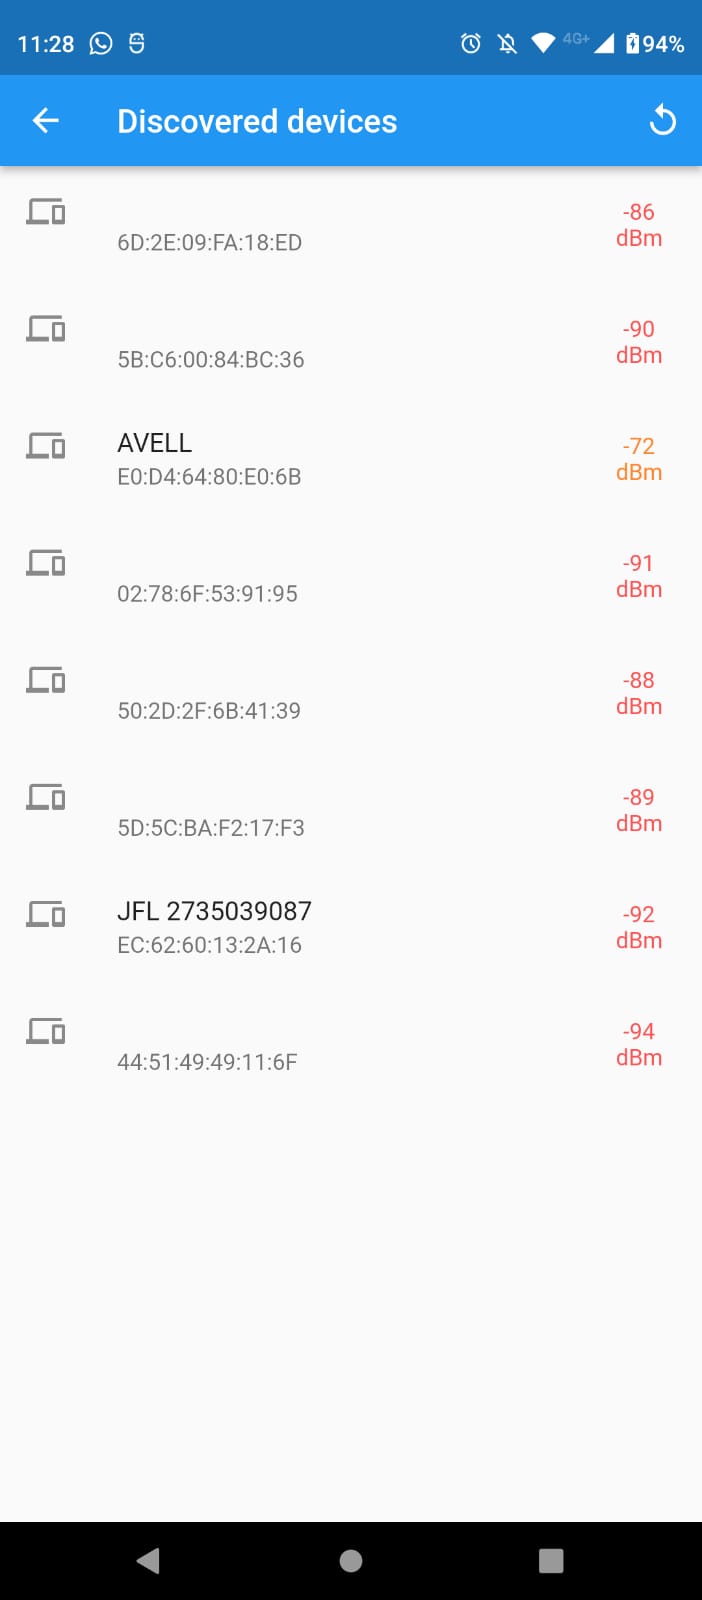 11:28 4G+ 94%
Discovered devices
-86
dBm
6D:2E:09:FA:18:ED
-90
dBm
5B:C6:00:84:BC:36
AVELL
-72
dBm
E0:D4:64:80:E0:6B
-91
dBm
02:78:6F:53:91:95
-88
dBm
50:2D:2F:6B:41:39
-89
dBm
5D:5C:BA:F2:17:F3
JFL 2735039087
-92
dBm
EC:62:60:13:2A:16
-94
dBm
44:51:49:49:11:6F